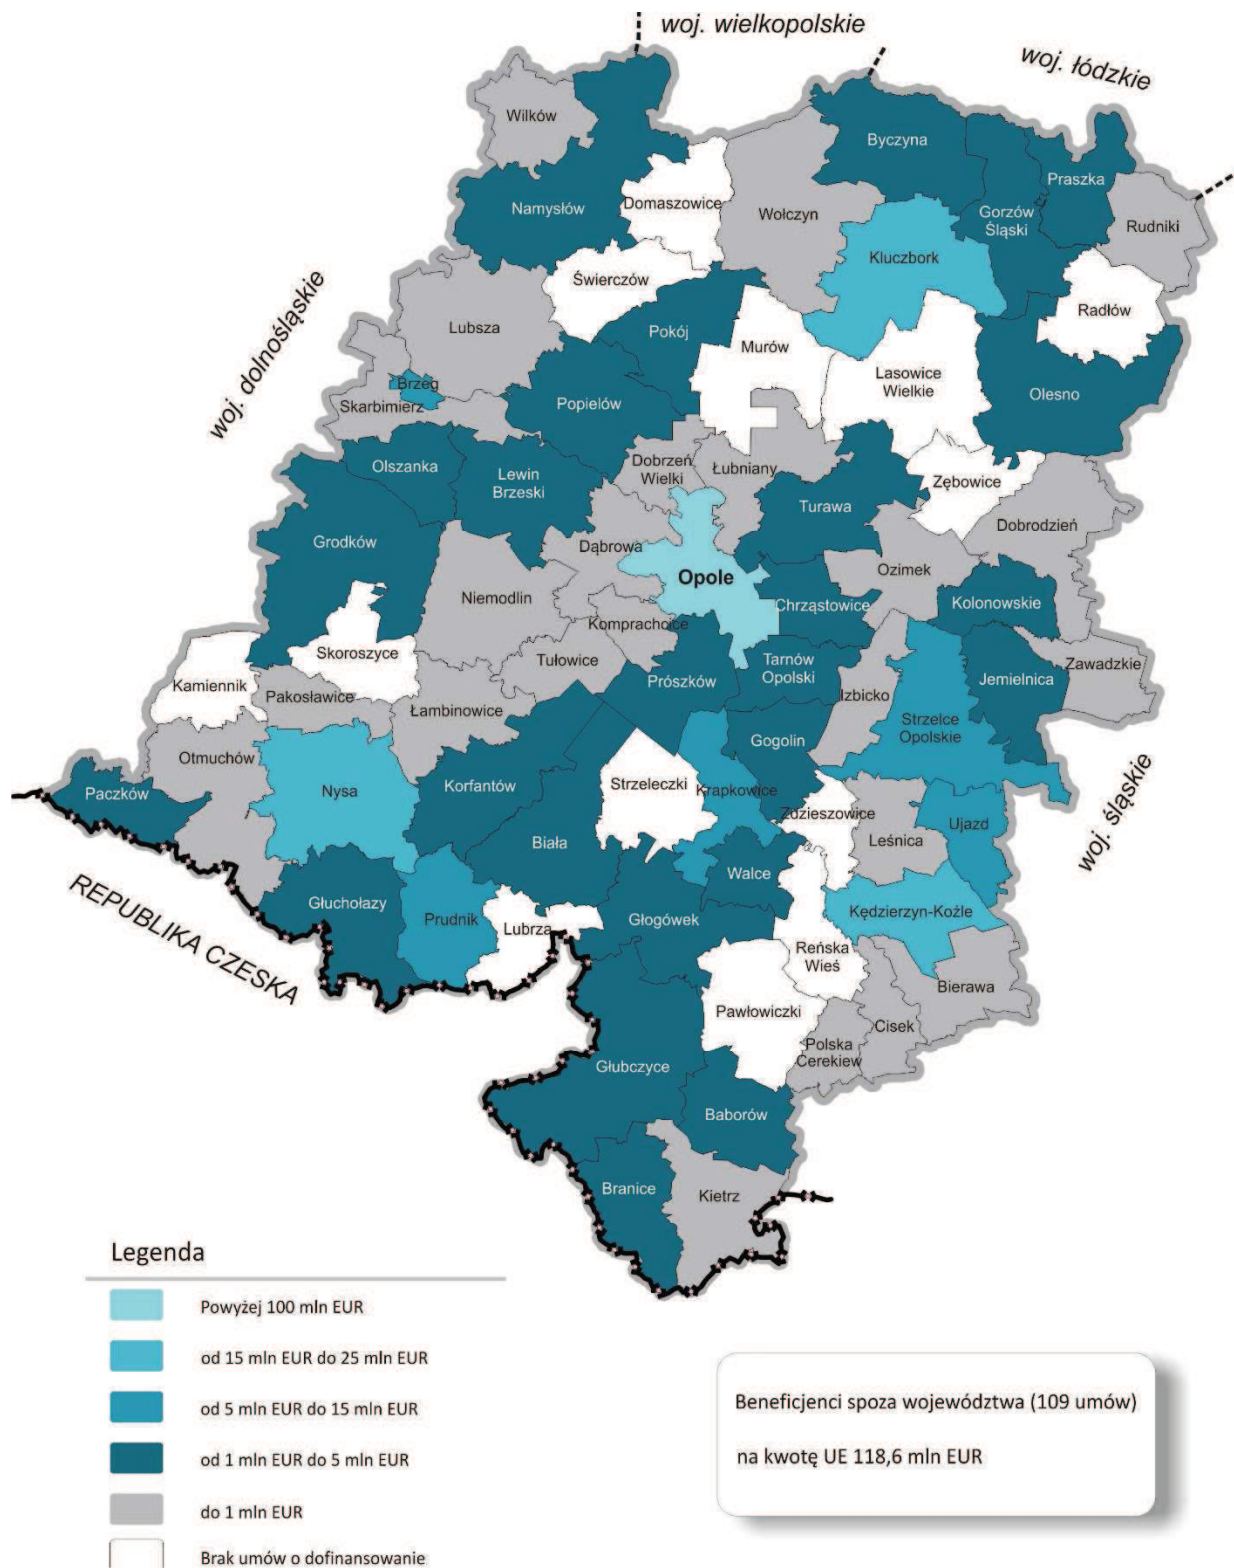 woj. wielkopolskie
woj. łódzkie
Wilków
Byczyna
Praszka
Namysłów
Domaszowice
Wołczyn
Gorzów
Śląski
Rudniki
Kluczbork
Świerczów
Radłów
woj. dolnośląskie
Lubsza
Pokój
Murów
Lasowice
Wielkie
Olesno
Brzeg
Skarbimierz
Popielów
Olszanka
Lewin
Brzeski
Dobrzeń
Wielki
Łubniany
Zębowice
Turawa
Dobrodzień
Grodków
Dąbrowa
Opole
Ozimek
Niemodlin
Chrząstowice
Kolonowskie
Komprachcice
Skoroszyce
Tułowice
Tarnów
Opolski
Zawadzkie
Kamiennik
Prószków
Jemielnica
Pakosławice
Izbicko
Łambinowice
Strzelce
Opolskie
Otmuchów
Gogolin
Paczków
Nysa
Korfantów
Strzeleczki
Krapkowice
woj. śląskie
Zdzieszowice
Ujazd
Leśnica
Biała
Walce
REPUBLIKA CZESKA
Głuchołazy
Prudnik
Lubrza
Głogówek
Kędzierzyn-Koźle
Reńska
Wieś
Bierawa
Pawłowiczki
Cisek
Polska
Cerekiew
Głubczyce
Baborów
Branice
Kietrz
Legenda
Powyżej 100 mln EUR
od 15 mln EUR do 25 mln EUR
od 5 mln EUR do 15 mln EUR
od 1 mln EUR do 5 mln EUR
do 1 mln EUR
Brak umów o dofinansowanie
Beneficjenci spoza województwa (109 umów)
na kwotę UE 118,6 mln EUR